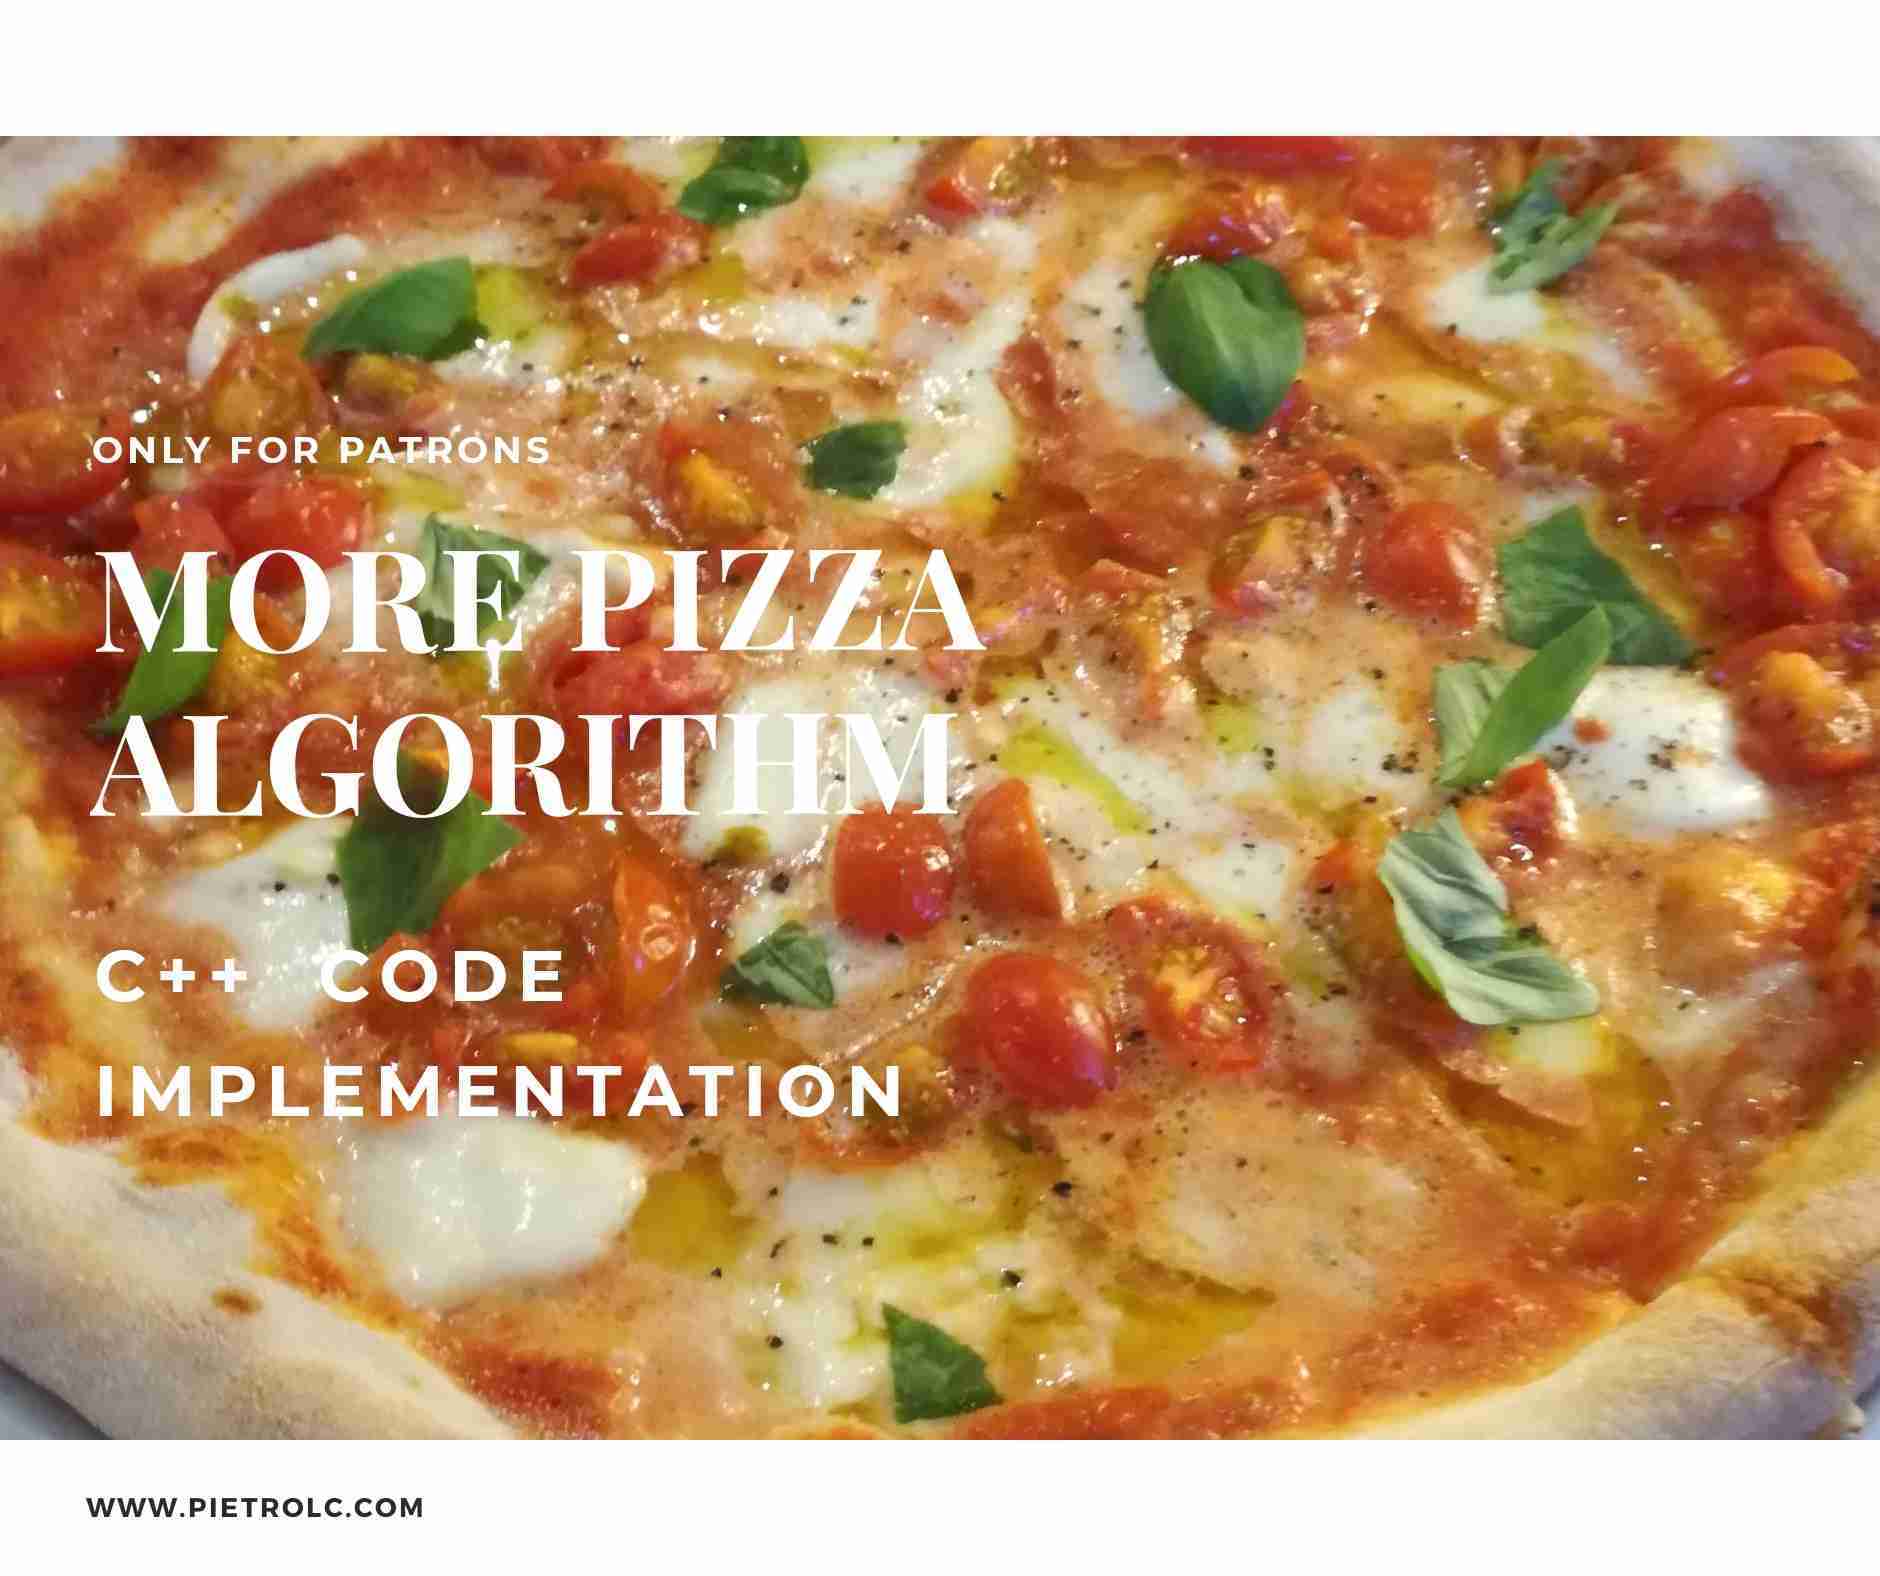 ONLY FOR PATRONS
MORE PIZZA
ALGORITHM
C++ CODE
IMPLEMENTATION
WWW.PIETROLC.COM